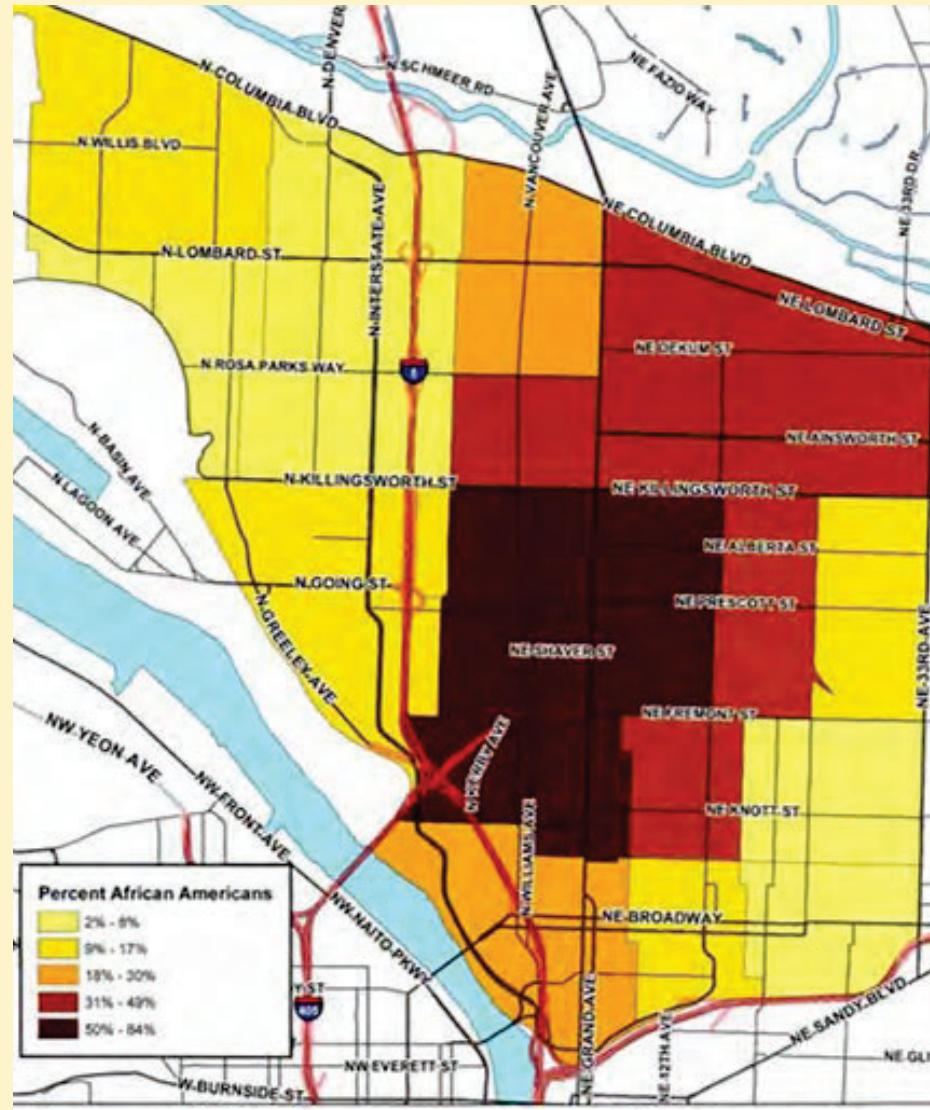 N-DENVER
N SCHMEER RD
NE FAZIO WAY
N-COLUMBIA-BLVD
N-VANCOUVER-AVE
N-WILLIS BLVD
NE-33RD-DR
NE-COLUMBIA-BLVD
N-LOMBARD-ST
N-INTERSTATE-AVE
NE-LOMBARD ST
NE DEKUM ST
N ROSA PARKS WAY
5
NE-AINSWORTH-ST
N-BASIN-AVE
N-KILLINGSWORTH-ST
NE KILLINGSWORTH ST
N LAGOON AVE
NE-ALBERTA-ST
N-GOING-ST
NE-PRESCOTT-ST
N-GREELEY-AVE
NE-SHAVER-ST
NE-33RD-AVE
NE-FREMONT-ST
NW-YEON-AVE
N-KERBY-AVE
NW-FRONT-AVE
NE-KNOTT-ST
N-WILLIAMS-AVE
Percent African Americans
9% - 17%
18% - 30%
31% - 49%
50% - 84%
NE-BROADWAY
NW-NAITO-PKWY
Y-ST
405
NE-GRAND-AVE
NE-12TH-AVE
NE-SANDY-BLVD
NW EVERETT-ST
NE-GLI
W-BURNSIDE-ST